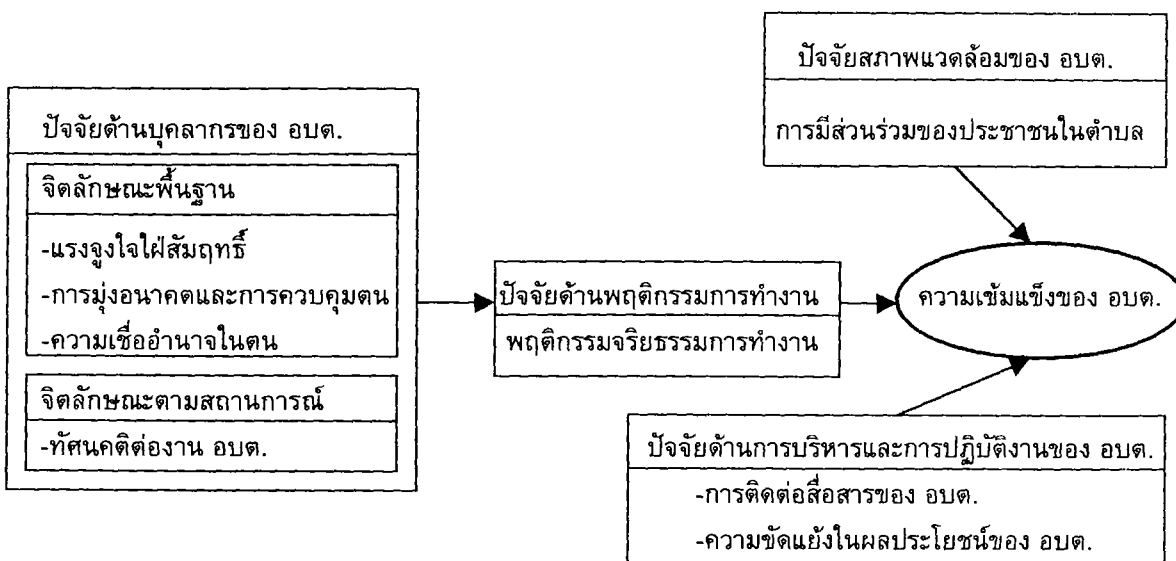 ปัจจัยสภาพแวดล้อมของ อบต.
การมีส่วนร่วมของประชาชนในตำบล
ปัจจัยด้านบุคลากรของ อบต.
จิตลักษณะพื้นฐาน
-แรงจูงใจใฝ่สัมฤทธิ์
-การมุ่งอนาคตและการควบคุมตน
-ความเชื่ออำนาจในตน
จิตลักษณะตามสถานการณ์
-ทัศนคติต่องาน อบต.
ปัจจัยด้านพฤติกรรมการทำงาน
พฤติกรรมจริยธรรมการทำงาน
ความเข้มแข็งของ อบต.
ปัจจัยด้านการบริหารและการปฏิบัติงานของ อบต.
-การติดต่อสื่อสารของ อบต.
-ความขัดแย้งในผลประโยชน์ของ อบต.